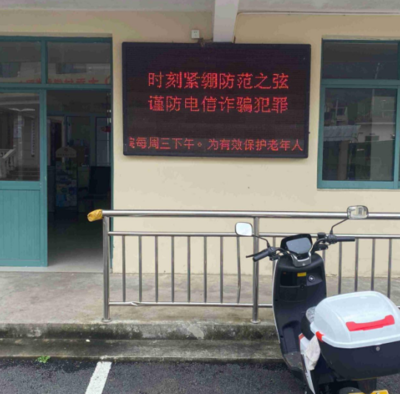 时刻紧绷防范之弦
谨防电信诈骗犯罪
每周三下午。为有效保护老年人